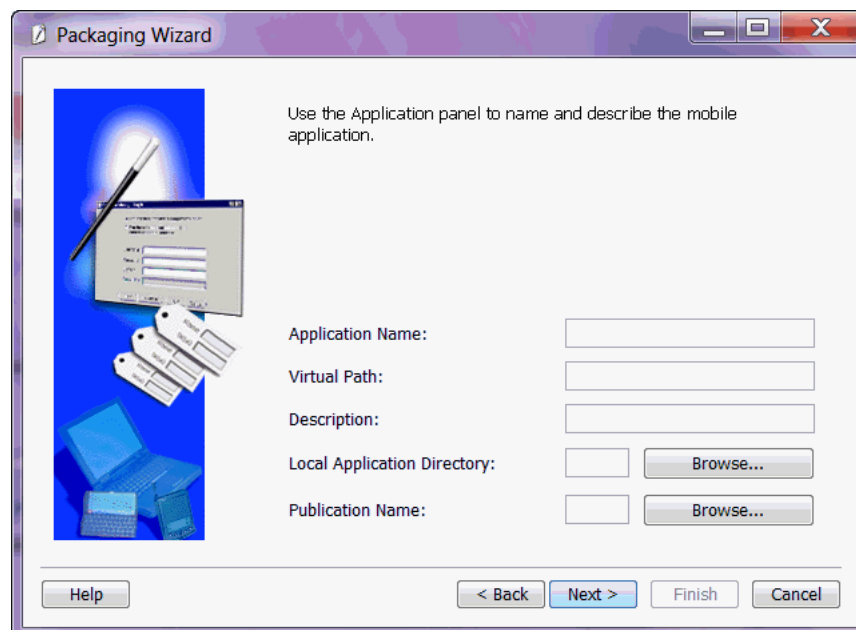 Packaging Wizard
Use the Application panel to name and describe the mobile
application.
Application Name:
Virtual Path:
Description:
Local Application Directory:
Browse...
Publication Name:
Browse...
Help
< Back
Next >
Finish
Cancel